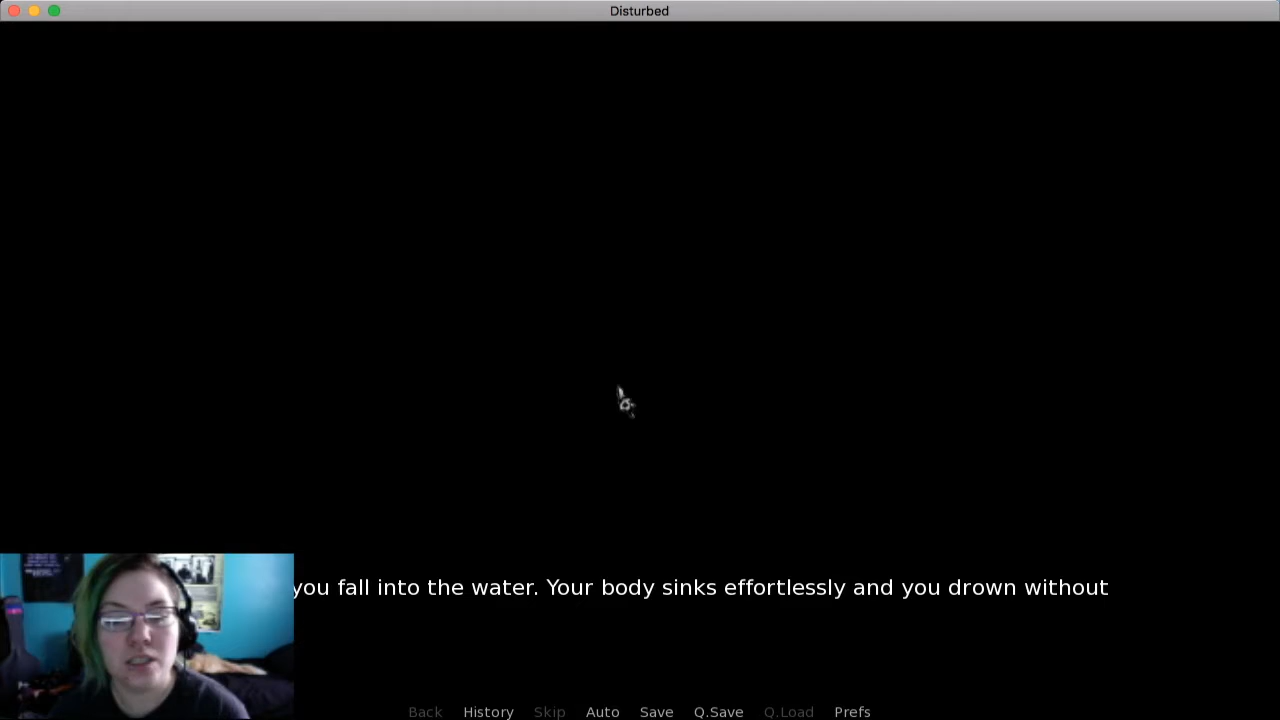 Disturbed
you fall into the water. Your body sinks effortlessly and you drown without
Back History Skip Auto Save Q.Save Q.Load Prefs